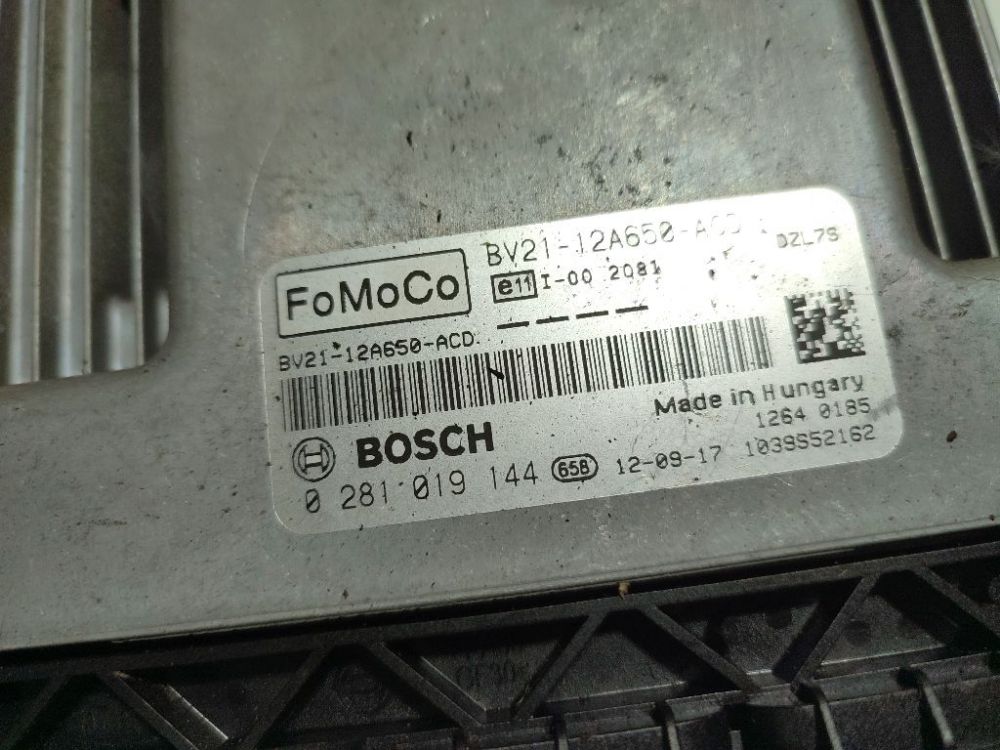 BV21-12A650-ACD
DZL7S
FoMoCo
e11 I-00 2081
BV21-12A650-ACD
Made in Hungary
1264 0185
BOSCH
0 281 019 144 658 12-09-17 1039S52162